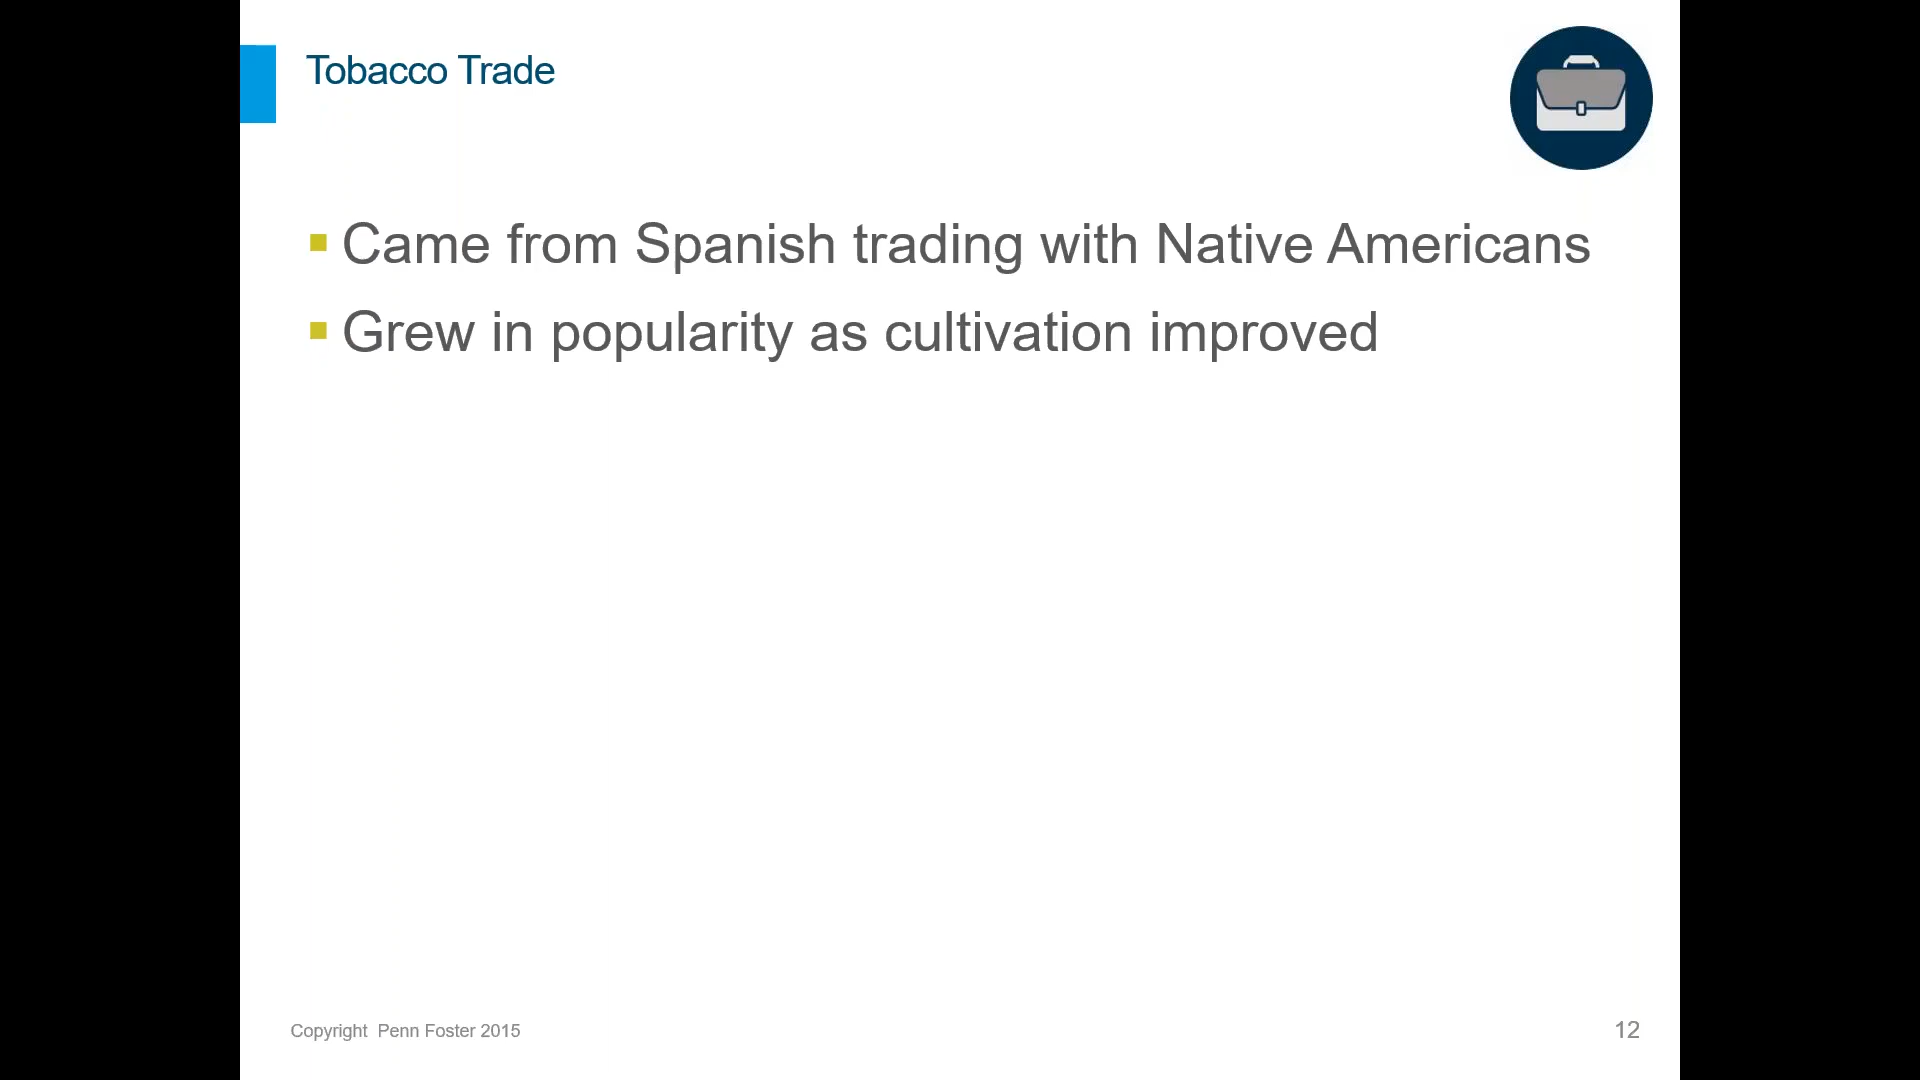 Tobacco Trade
Came from Spanish trading with Native Americans
Grew in popularity as cultivation improved
Copyright Penn Foster 2015
12